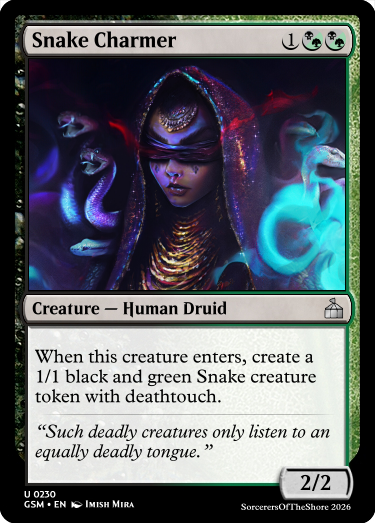 Snake Charmer 1
Creature — Human Druid
When this creature enters, create a
1/1 black and green Snake creature
token with deathtouch.
“Such deadly creatures only listen to an
equally deadly tongue.”
2/2
U 0230
GSM • EN Imish Mira
SorcerersOfTheShore 2026